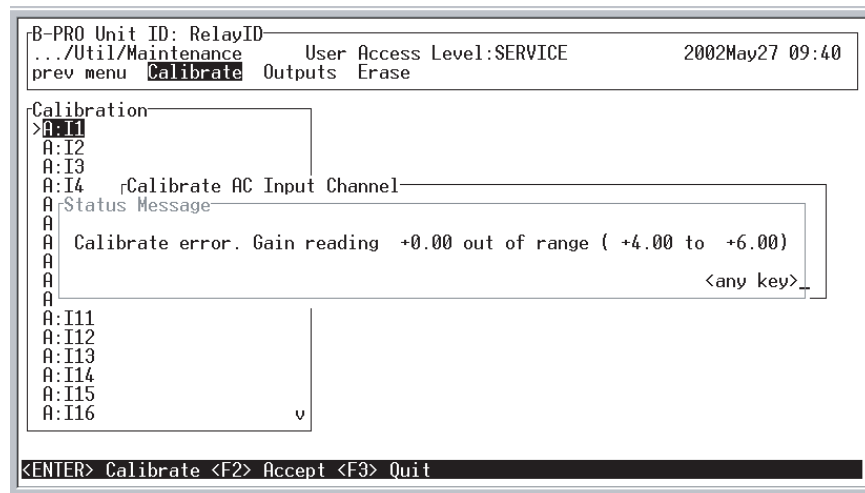 B-PRO Unit ID: RelayID
.../Util/Maintenance User Access Level:SERVICE 2002May27 09:40
prev menu Calibrate Outputs Erase
Calibration
>A:I1
A:I2
A:I3
A:I4 Calibrate AC Input Channel
A Status Message
A
A Calibrate error. Gain reading +0.00 out of range ( +4.00 to +6.00)
A
A <any key>_
A
A:I11
A:I12
A:I13
A:I14
A:I15
A:I16 v
<ENTER> Calibrate <F2> Accept <F3> Quit